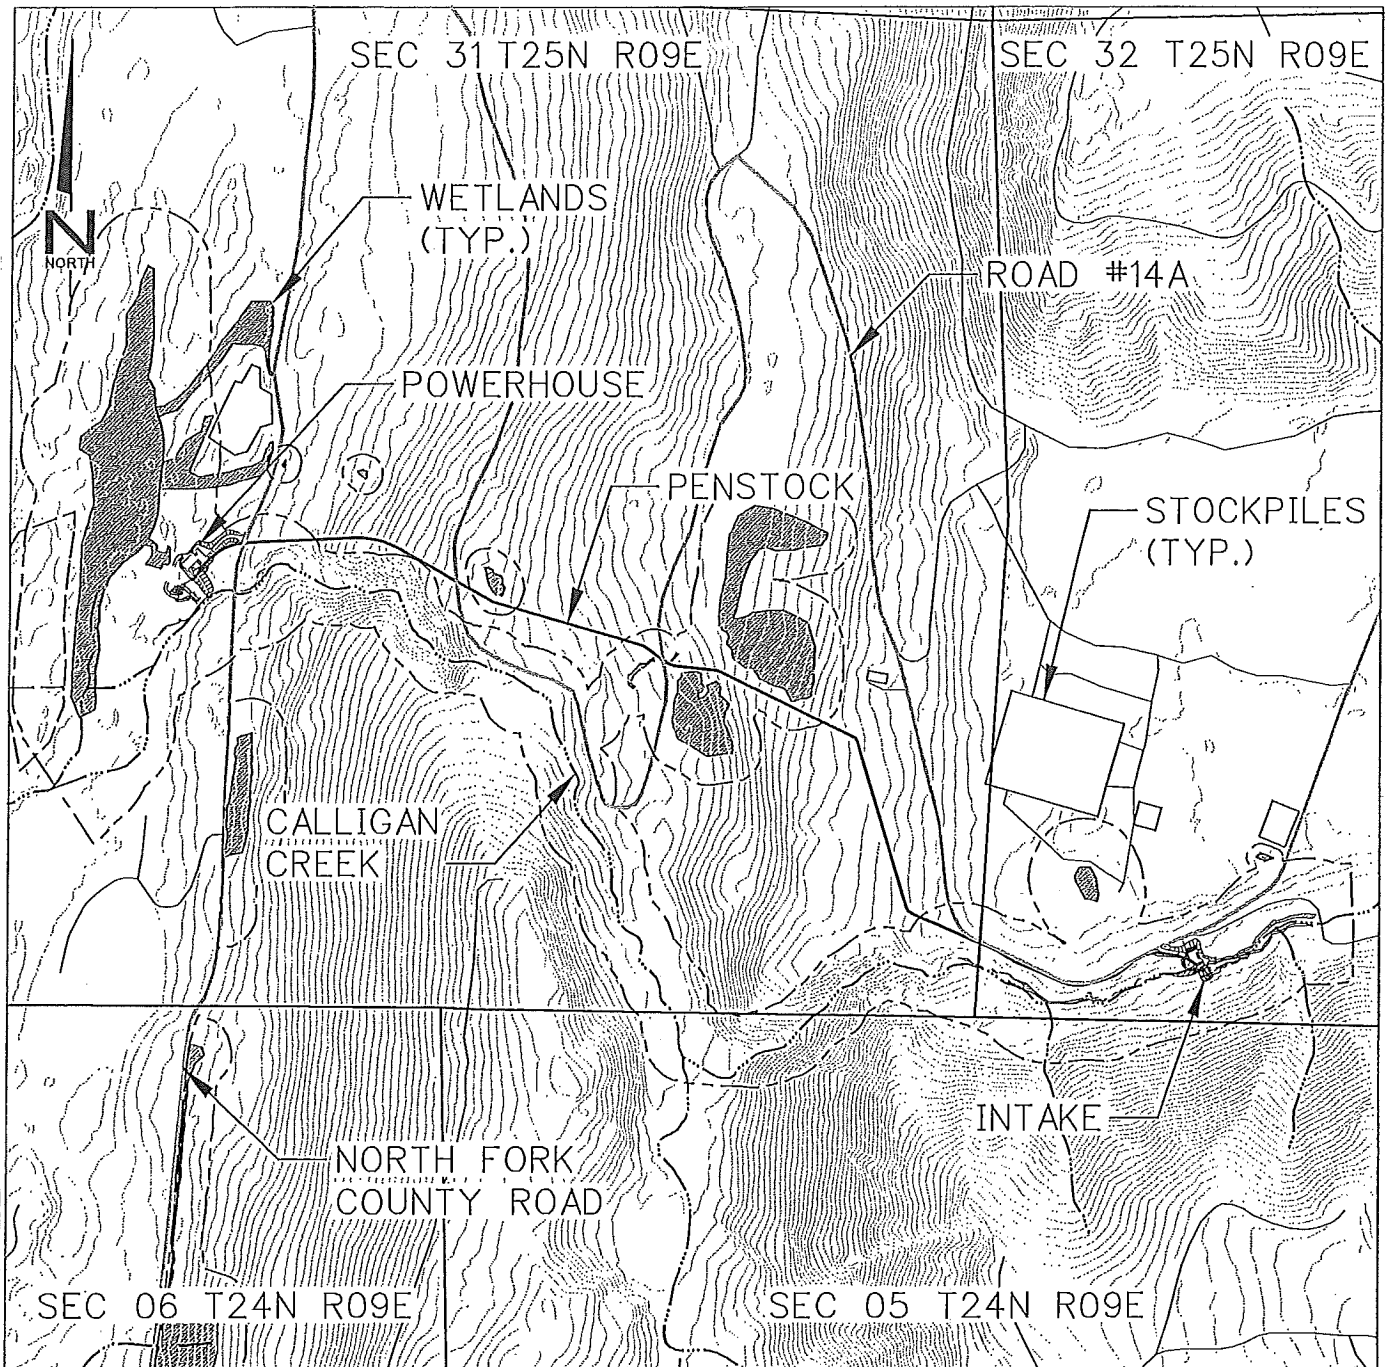 SEC 31 T25N R09E
SEC 32 T25N R09E
N
NORTH
WETLANDS
(TYP.)
ROAD #14A
POWERHOUSE
PENSTOCK
STOCKPILES
(TYP.)
CALLIGAN
CREEK
INTAKE
NORTH FORK
COUNTY ROAD
SEC 06 T24N R09E
SEC 05 T24N R09E